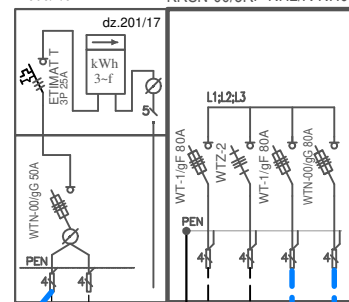 dz.201/17
ETIMAT T
3P 25A
kWh
3~f
5
L1;L2;L3
WTN-00/gG 50A
WT-1/gF 80A
WTZ-2
WT-1/gF 80A
WTN-00/gG 80A
PEN
PEN
4
4
4
4
4
4